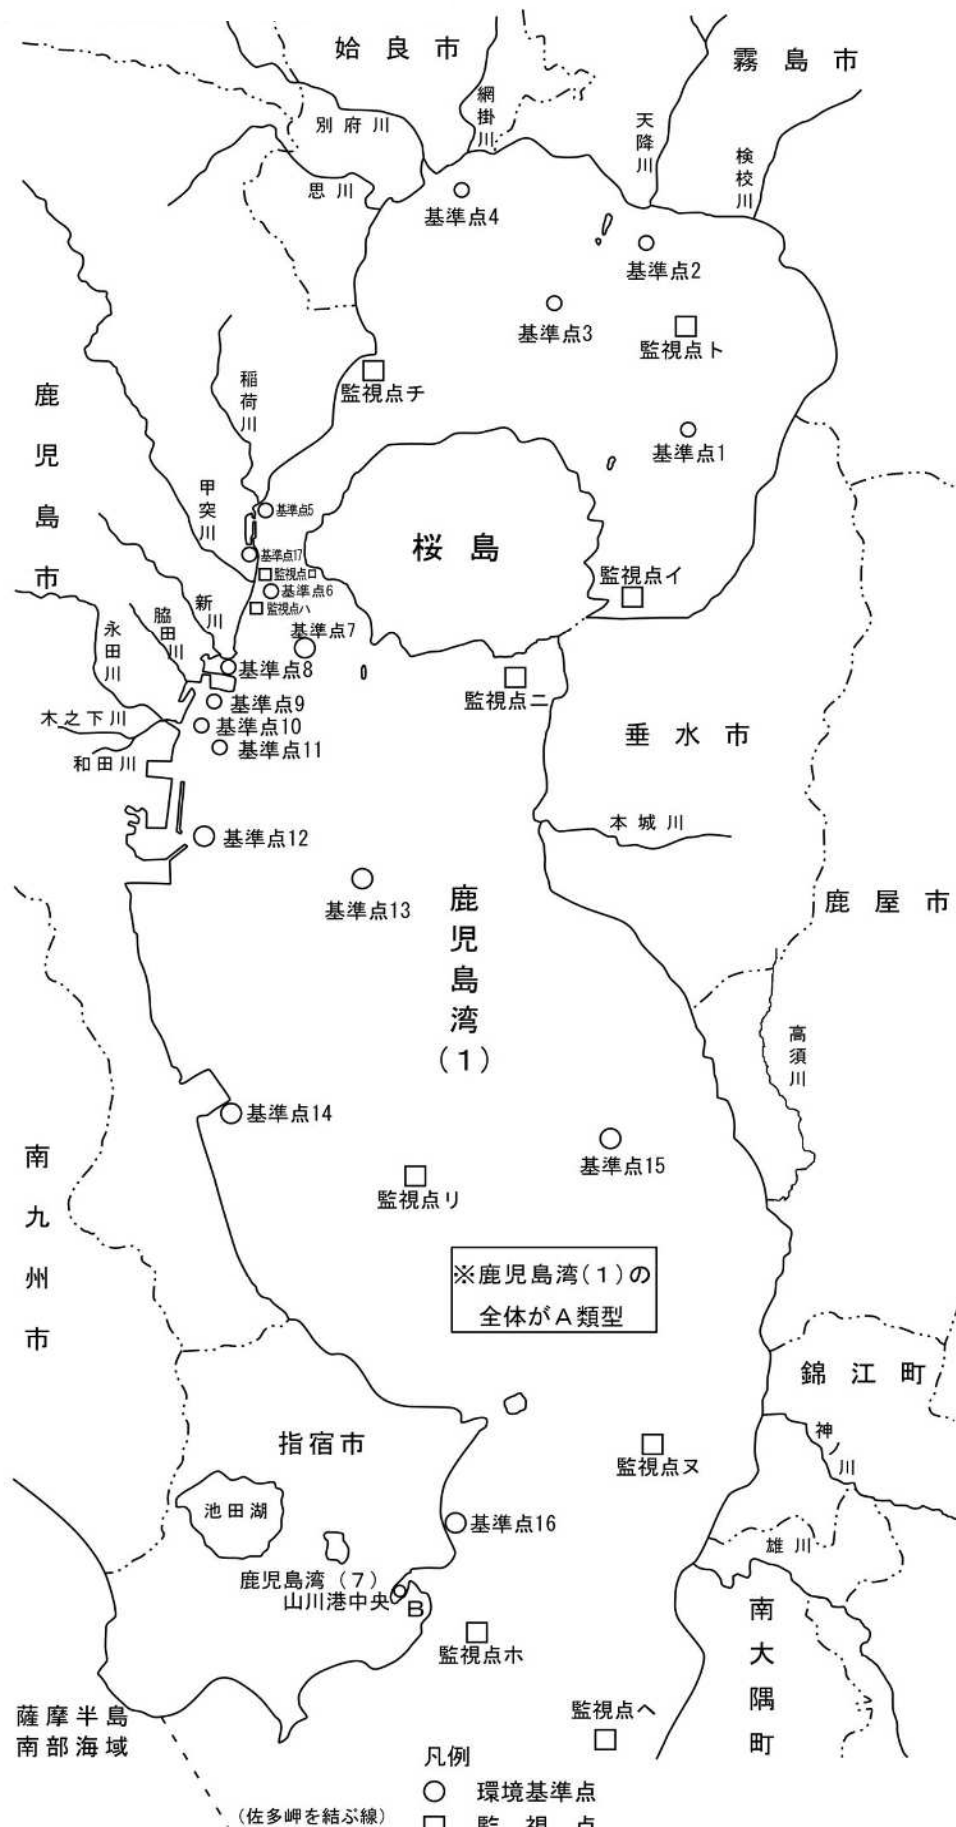 姶良市
霧島市
別府川
網掛川
天降川
検校川
思川
基準点4
基準点2
基準点3
監視点ト
監視点チ
稲荷川
鹿児島市
基準点1
甲突川
基準点5
桜島
基準点17
監視点ロ
監視点イ
基準点6
監視点ハ
新川
脇田川
永田川
基準点7
基準点8
監視点ニ
基準点9
木之下川
基準点10
和田川
基準点11
垂水市
本城川
基準点12
基準点13
鹿児島湾(1)
鹿屋市
高須川
基準点14
基準点15
南九州市
監視点リ
※鹿児島湾(1)の
全体がA類型
錦江町
指宿市
神ノ川
監視点ヌ
池田湖
基準点16
雄川
鹿児島湾(7)
山川港中央
B
南大隅町
監視点ホ
薩摩半島
南部海域
監視点ヘ
凡例
○ 環境基準点
(佐多岬を結ぶ線)
□ 監視点